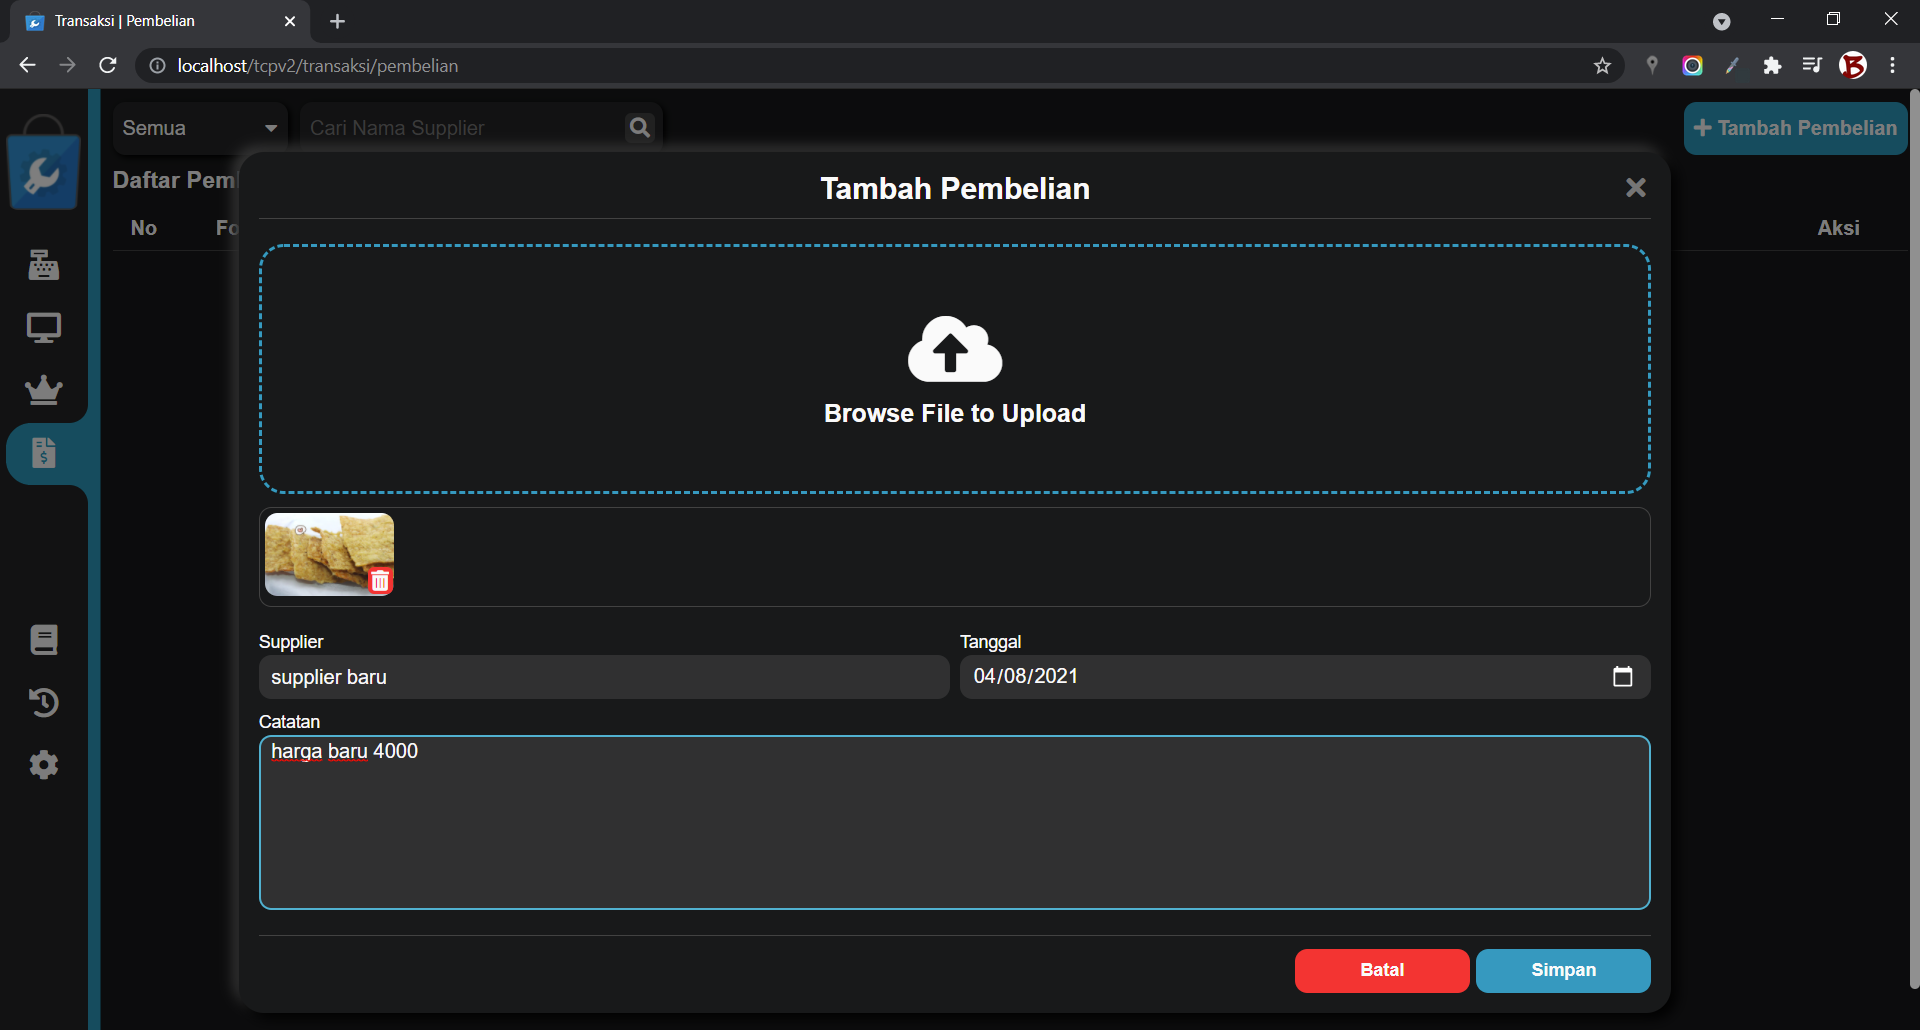 Transaksi | Pembelian
localhost/tcpv2/transaksi/pembelian
Semua
Cari Nama Supplier
Tambah Pembelian
Daftar Pem
No
Fo
Aksi
Tambah Pembelian
Browse File to Upload
Supplier
Tanggal
supplier baru
04/08/2021
Catatan
harga baru 4000
Batal
Simpan